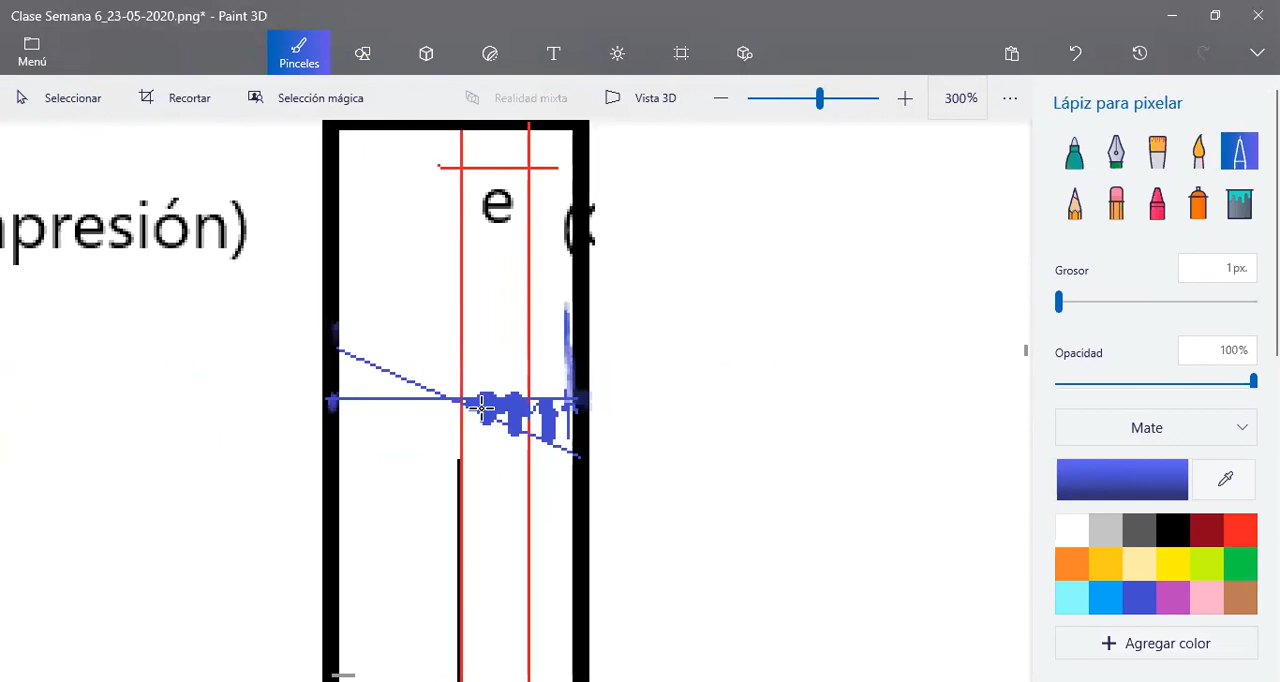 Clase Semana 6_23-05-2020.png* - Paint 3D
Menú
Pinceles
Seleccionar
Recortar
Selección mágica
Realidad mixta
Vista 3D
300%
Lápiz para pixelar
Grosor
1px.
Opacidad
100%
Mate
Agregar color
presión)
e
(